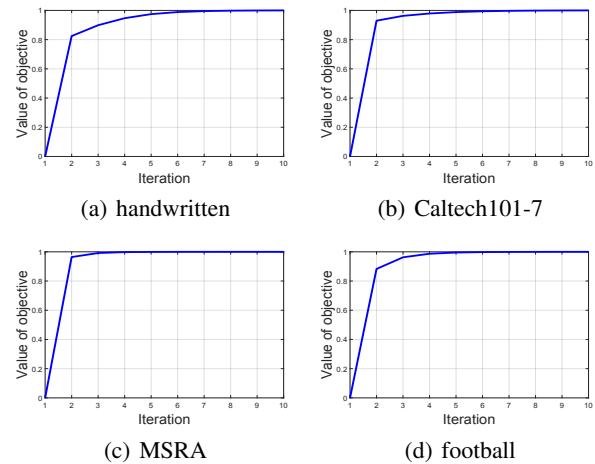 Value of objective
1
0.8
0.6
0.4
0.2
0
1 2 3 4 5 6 7 8 9 10
Iteration
(a) handwritten
Value of objective
1
0.8
0.6
0.4
0.2
0
1 2 3 4 5 6 7 8 9 10
Iteration
(b) Caltech101-7
Value of objective
1
0.8
0.6
0.4
0.2
0
1 2 3 4 5 6 7 8 9 10
Iteration
(c) MSRA
Value of objective
1
0.8
0.6
0.4
0.2
0
1 2 3 4 5 6 7 8 9 10
Iteration
(d) football